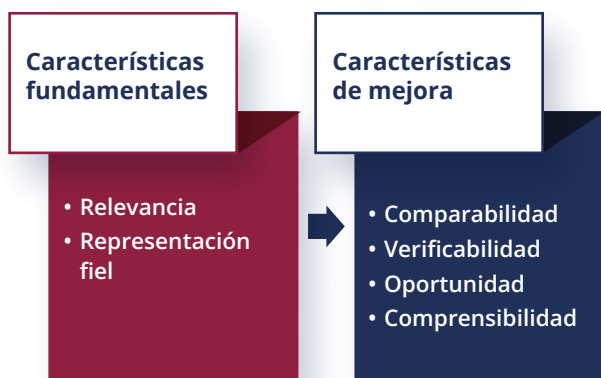 Características
fundamentales
• Relevancia
• Representación
fiel
Características
de mejora
• Comparabilidad
• Verificabilidad
• Oportunidad
• Comprensibilidad